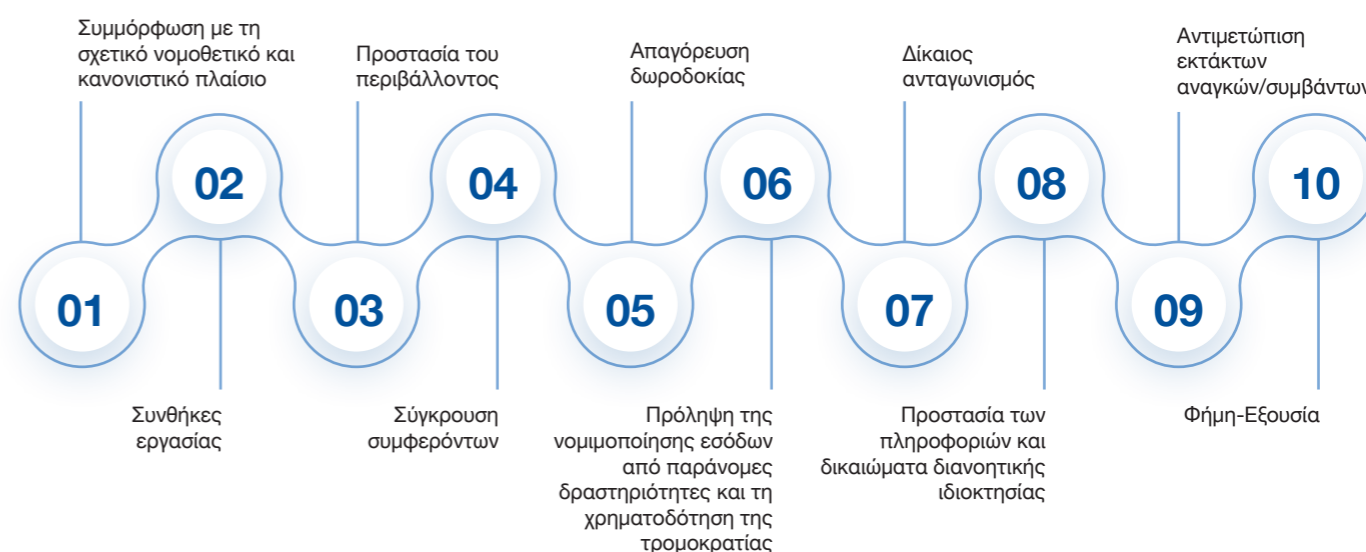 Συμμόρφωση με τη
σχετικό νομοθετικό και
κανονιστικό πλαίσιο
01
02
Συνθήκες
εργασίας
Προστασία του
περιβάλλοντος
03
04
Σύγκρουση
συμφερόντων
Απαγόρευση
δωροδοκίας
05
06
Πρόληψη της
νομιμοποίησης εσόδων
από παράνομες
δραστηριότητες και τη
χρηματοδότηση της
τρομοκρατίας
Δίκαιος
ανταγωνισμός
07
08
Προστασία των
πληροφοριών και
δικαιώματα διανοητικής
ιδιοκτησίας
Αντιμετώπιση
εκτάκτων
αναγκών/συμβάντων
09
10
Φήμη-Εξουσία